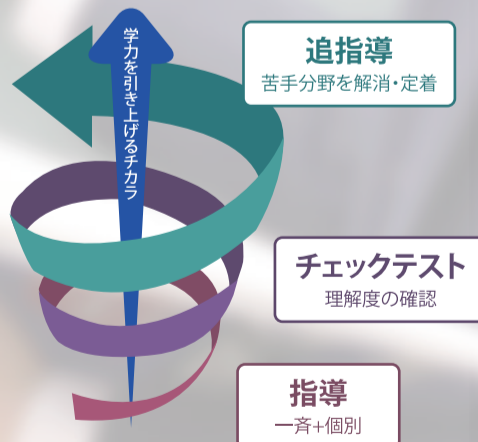 学力を引き上げるチカラ
追指導
苦手分野を解消・定着
チェックテスト
理解度の確認
指導
一斉+個別